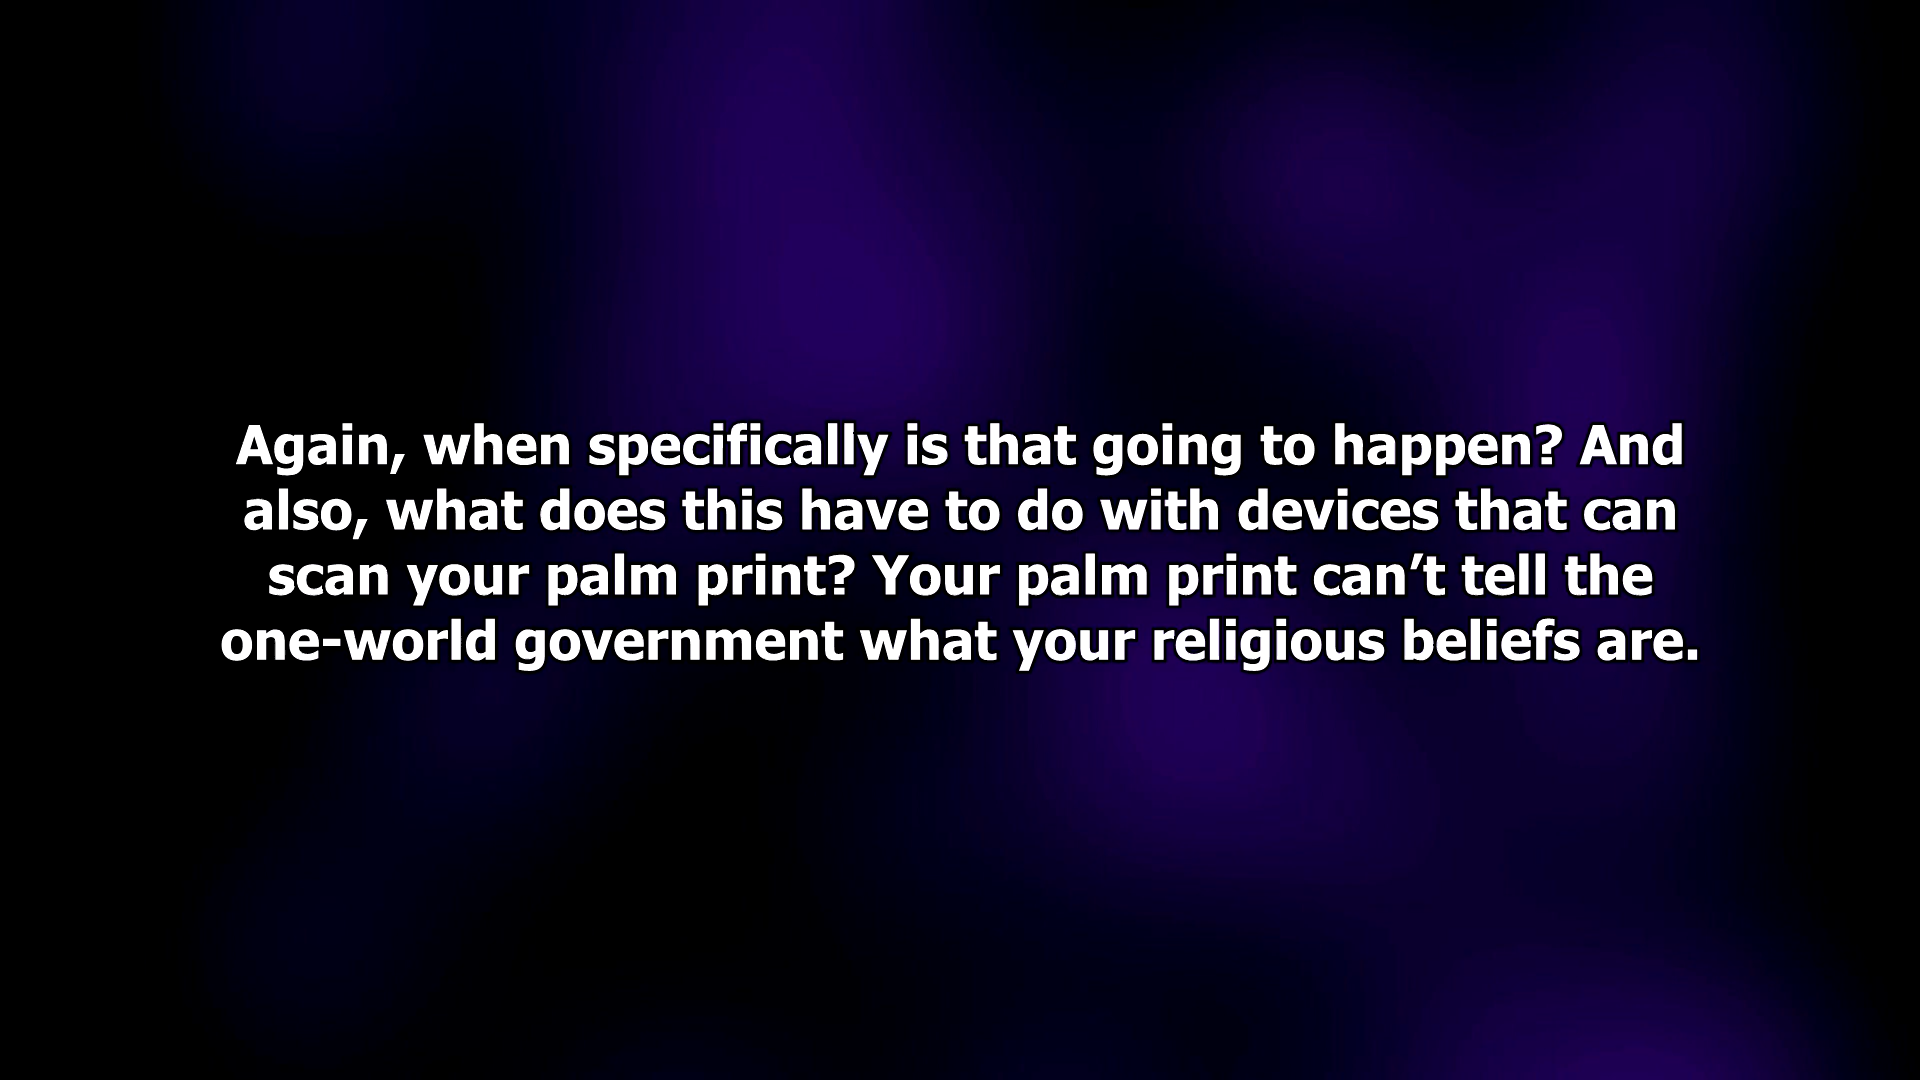 Again, when specifically is that going to happen? And
also, what does this have to do with devices that can
scan your palm print? Your palm print can’t tell the
one-world government what your religious beliefs are.